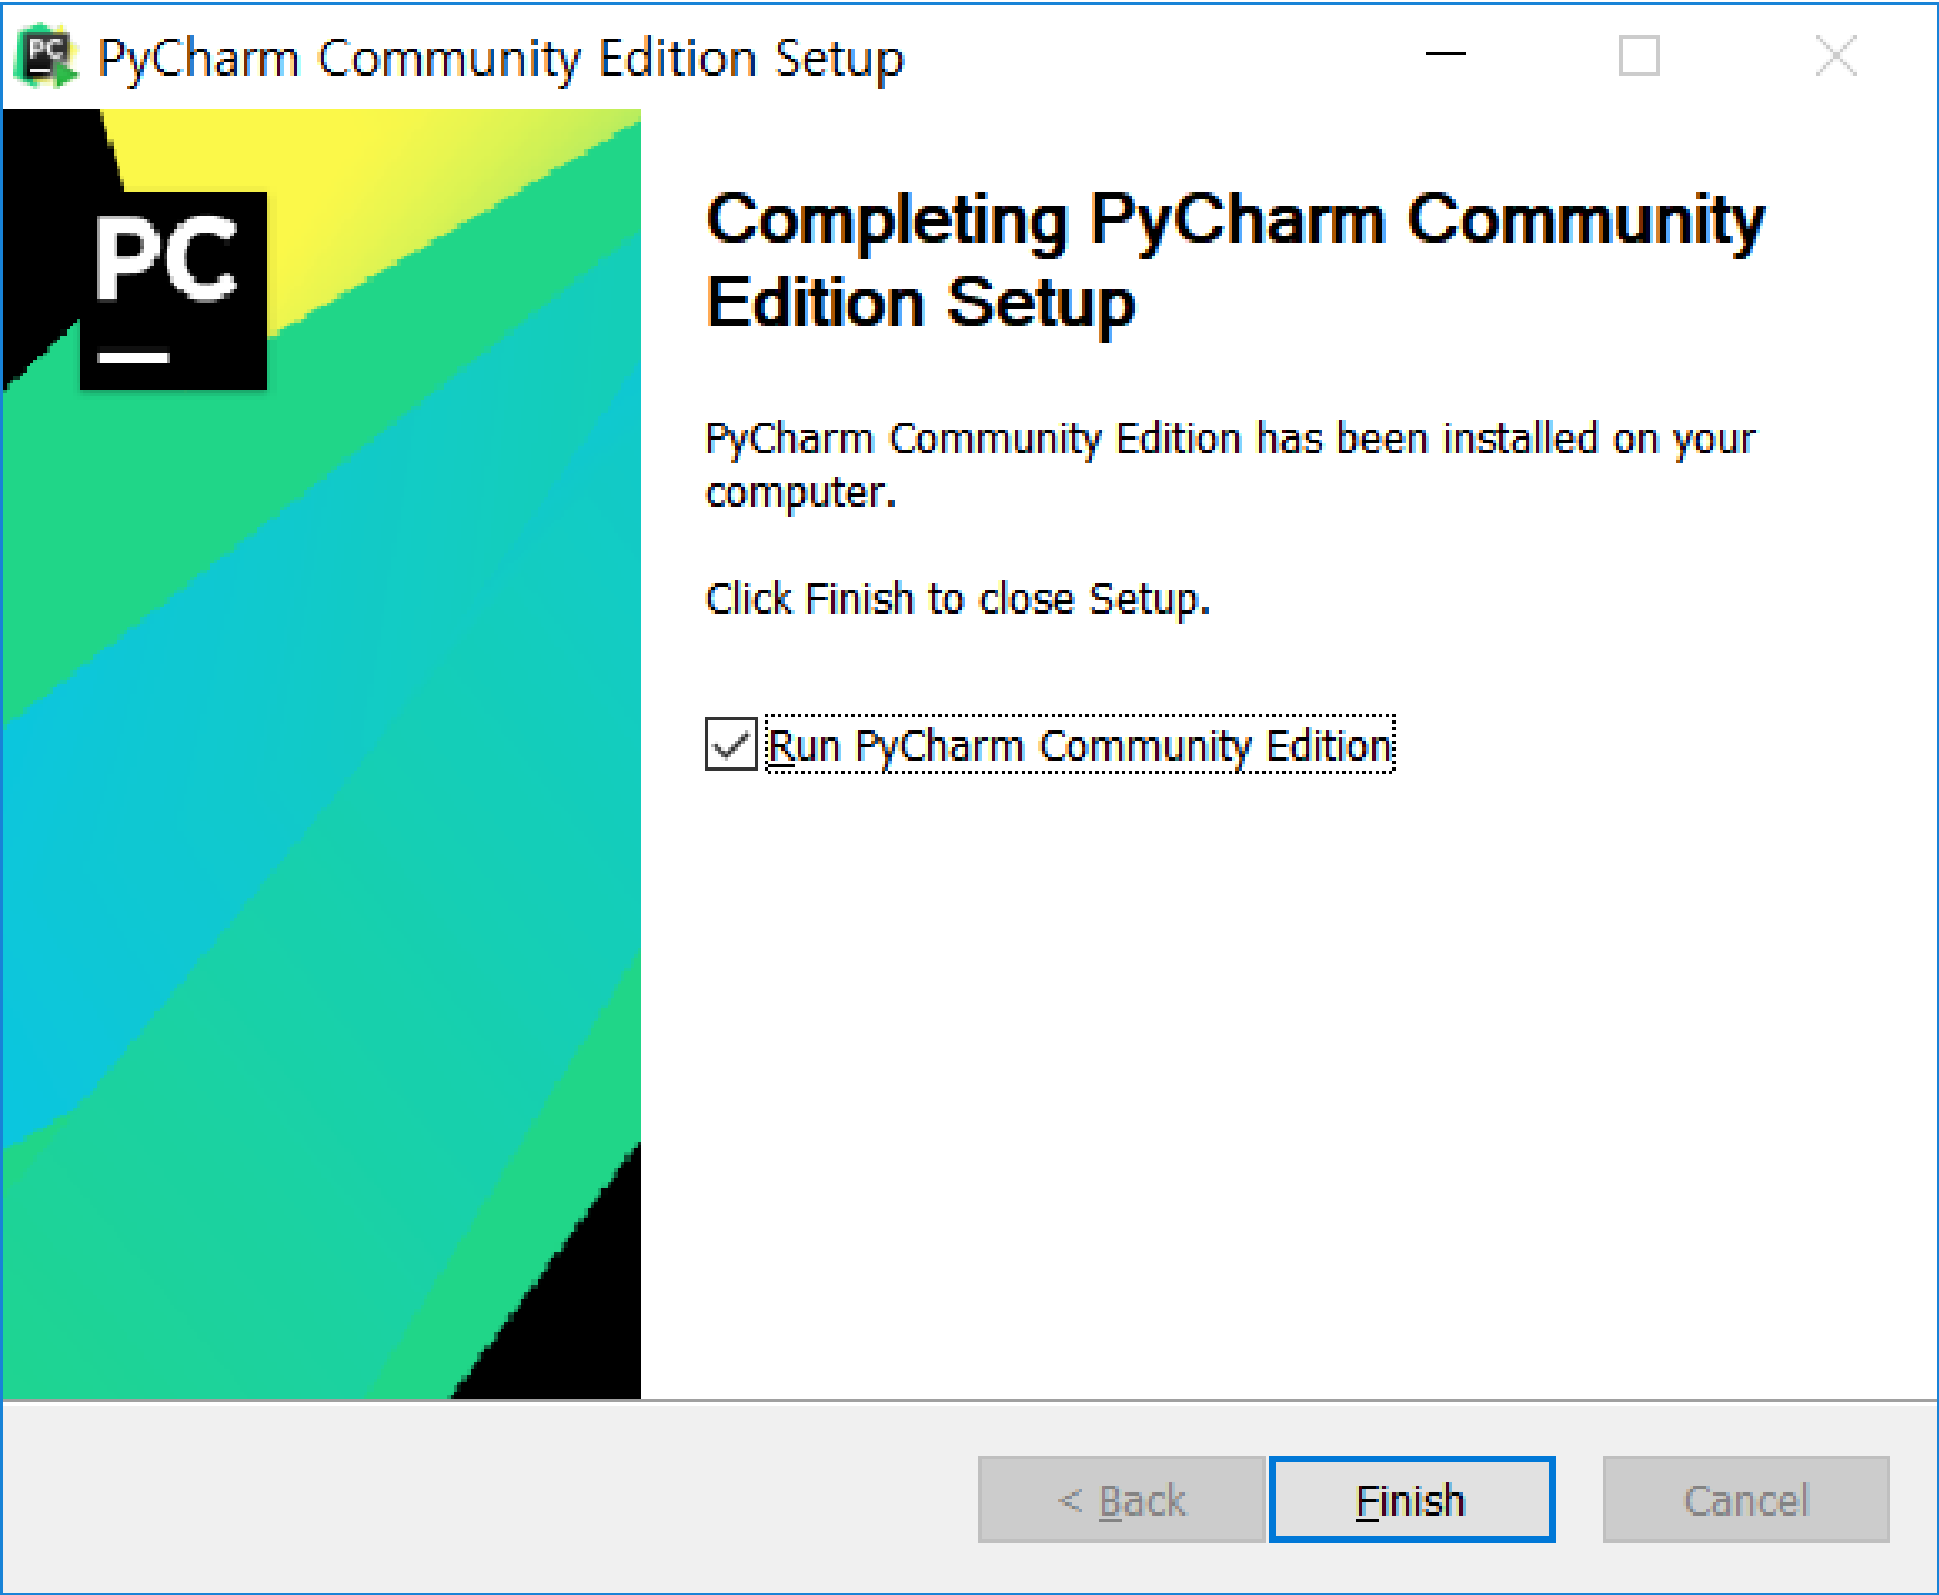 PyCharm Community Edition Setup
PC
Completing PyCharm Community
Edition Setup
PyCharm Community Edition has been installed on your
computer.
Click Finish to close Setup.
Run PyCharm Community Edition
< Back
Finish
Cancel